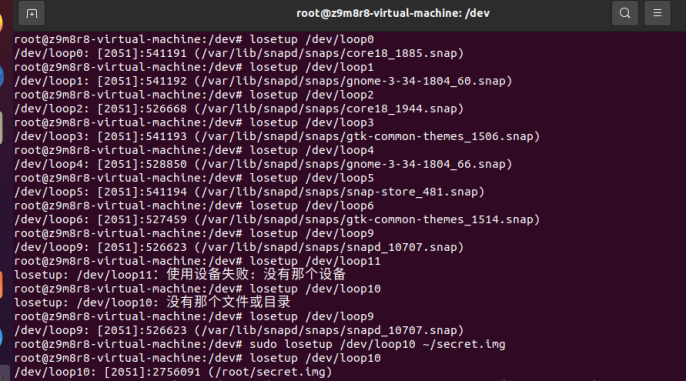 root@z9m8r8-virtual-machine: /dev
root@z9m8r8-virtual-machine:/dev# losetup /dev/loop0
/dev/loop0: [2051]:541191 (/var/lib/snapd/snaps/core18_1885.snap)
root@z9m8r8-virtual-machine:/dev# losetup /dev/loop1
/dev/loop1: [2051]:541192 (/var/lib/snapd/snaps/gnome-3-34-1804_60.snap)
root@z9m8r8-virtual-machine:/dev# losetup /dev/loop2
/dev/loop2: [2051]:526668 (/var/lib/snapd/snaps/core18_1944.snap)
root@z9m8r8-virtual-machine:/dev# losetup /dev/loop3
/dev/loop3: [2051]:541193 (/var/lib/snapd/snaps/gtk-common-themes_1506.snap)
root@z9m8r8-virtual-machine:/dev# losetup /dev/loop4
/dev/loop4: [2051]:528850 (/var/lib/snapd/snaps/gnome-3-34-1804_66.snap)
root@z9m8r8-virtual-machine:/dev# losetup /dev/loop5
/dev/loop5: [2051]:541194 (/var/lib/snapd/snaps/snap-store_481.snap)
root@z9m8r8-virtual-machine:/dev# losetup /dev/loop6
/dev/loop6: [2051]:527459 (/var/lib/snapd/snaps/gtk-common-themes_1514.snap)
root@z9m8r8-virtual-machine:/dev# losetup /dev/loop9
/dev/loop9: [2051]:526623 (/var/lib/snapd/snaps/snapd_10707.snap)
root@z9m8r8-virtual-machine:/dev# losetup /dev/loop11
losetup: /dev/loop11：使用设备失败: 没有那个设备
root@z9m8r8-virtual-machine:/dev# losetup /dev/loop10
losetup: /dev/loop10: 没有那个文件或目录
root@z9m8r8-virtual-machine:/dev# losetup /dev/loop9
/dev/loop9: [2051]:526623 (/var/lib/snapd/snaps/snapd_10707.snap)
root@z9m8r8-virtual-machine:/dev# sudo losetup /dev/loop10 ~/secret.img
root@z9m8r8-virtual-machine:/dev# losetup /dev/loop10
/dev/loop10: [2051]:2756091 (/root/secret.img)